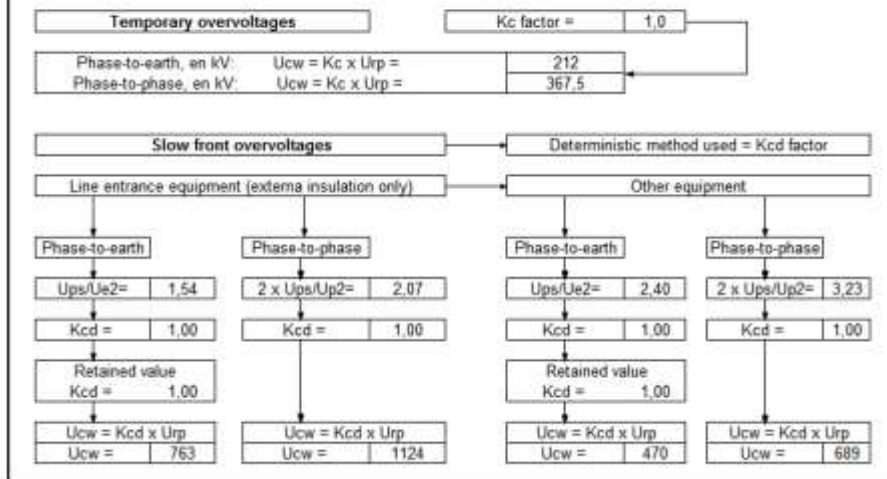 Temporary overvoltages Kc factor = 1,0
Phase-to-earth, en kV: Ucw = Kc x Urp = 212
Phase-to-phase, en kV: Ucw = Kc x Urp = 367,5
Slow front overvoltages Deterministic method used = Kcd factor
Line entrance equipment (externa insulation only) Other equipment
Phase-to-earth Phase-to-phase Phase-to-earth Phase-to-phase
Ups/Ue2= 1,54 2 x Ups/Up2= 2,07 Ups/Ue2= 2,40 2 x Ups/Up2= 3,23
Kcd = 1,00 Kcd = 1,00 Kcd = 1,00 Kcd = 1,00
Retained value Retained value
Kcd = 1,00 Kcd = 1,00
Ucw = Kcd x Urp Ucw = Kcd x Urp Ucw = Kcd x Urp Ucw = Kcd x Urp
Ucw = 763 Ucw = 1124 Ucw = 470 Ucw = 689